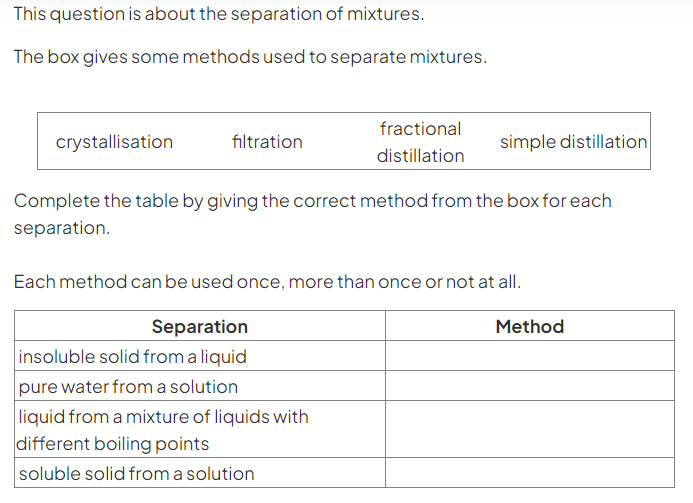 This question is about the separation of mixtures.
The box gives some methods used to separate mixtures.
crystallisation filtration fractional distillation simple distillation
Complete the table by giving the correct method from the box for each
separation.
Each method can be used once, more than once or not at all.
Separation Method
insoluble solid from a liquid
pure water from a solution
liquid from a mixture of liquids with
different boiling points
soluble solid from a solution